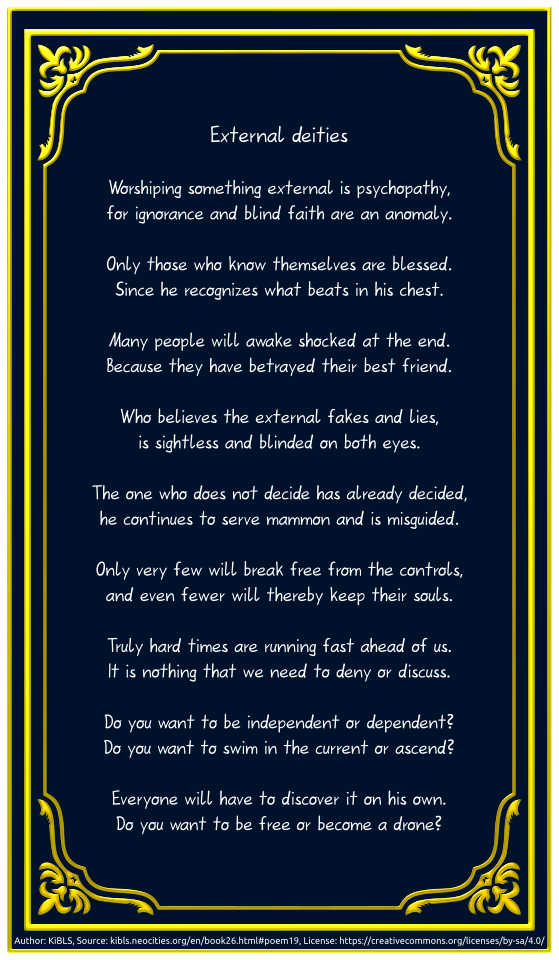 External deities
Worshiping something external is psychopathy,
for ignorance and blind faith are an anomaly.
Only those who know themselves are blessed.
Since he recognizes what beats in his chest.
Many people will awake shocked at the end.
Because they have betrayed their best friend.
Who believes the external fakes and lies,
is sightless and blinded on both eyes.
The one who does not decide has already decided,
he continues to serve mammon and is misguided.
Only very few will break free from the controls,
and even fewer will thereby keep their souls.
Truly hard times are running fast ahead of us.
It is nothing that we need to deny or discuss.
Do you want to be independent or dependent?
Do you want to swim in the current or ascend?
Everyone will have to discover it on his own.
Do you want to be free or become a drone?
Author: KiBLS, Source: kibls.neocities.org/en/book26.html#poem19, License: https://creativecommons.org/licenses/by-sa/4.0/